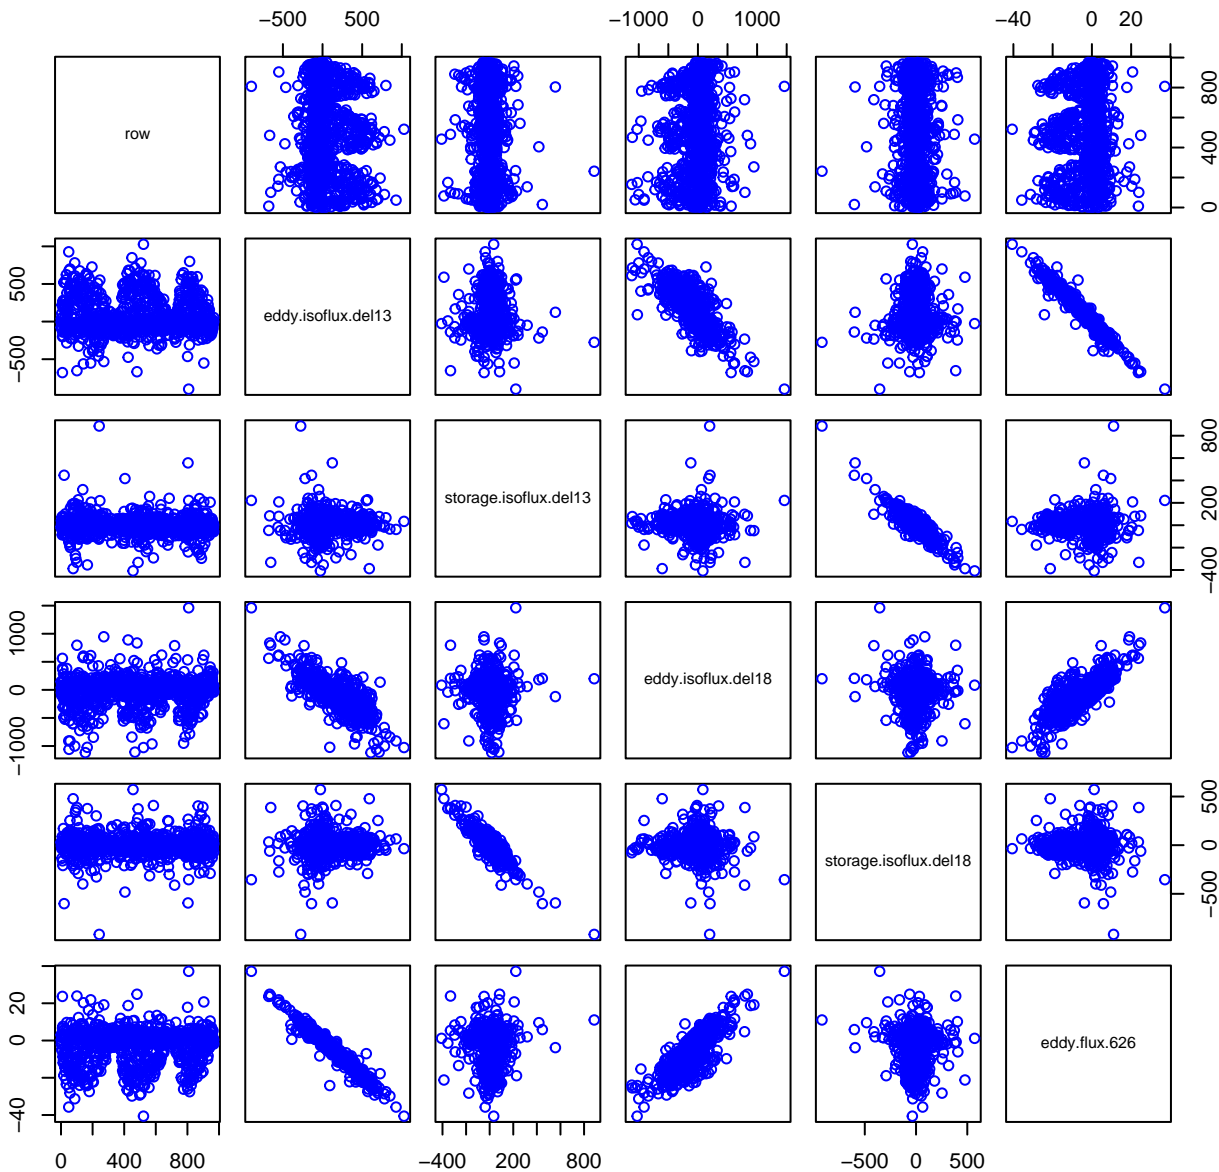 −500 500 −1000 0 1000 −40 0 20
row
0 400 800
−500 500
eddy.isoflux.del13
storage.isoflux.del13
−400 200 800
−1000 0 1000
eddy.isoflux.del18
storage.isoflux.del18
−500 0 500
−40 0 20
eddy.flux.626
0 400 800 −400 0 800 −500 0 500